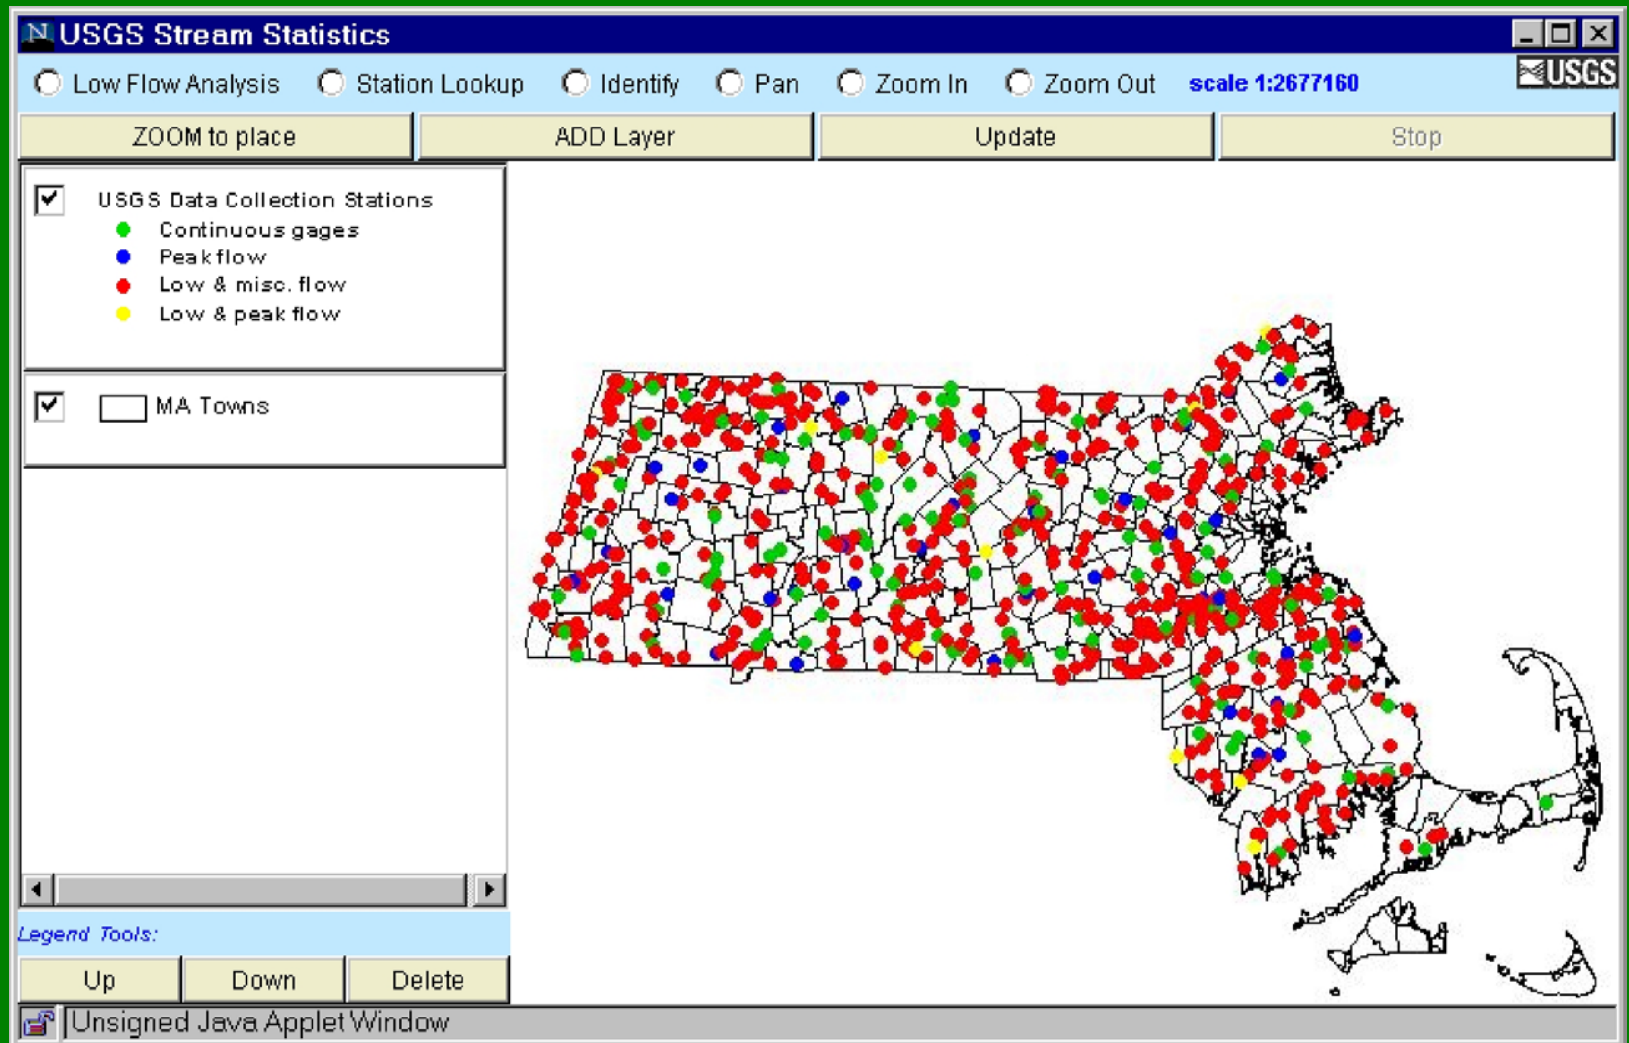 N USGS Stream Statistics
Low Flow Analysis Station Lookup Identify Pan Zoom In Zoom Out scale 1:2677160 USGS
ZOOM to place ADD Layer Update Stop
USGS Data Collection Stations
Continuous gages
Peak flow
Low & misc. flow
Low & peak flow
MA Towns
Legend Tools:
Up Down Delete
Unsigned Java Applet Window